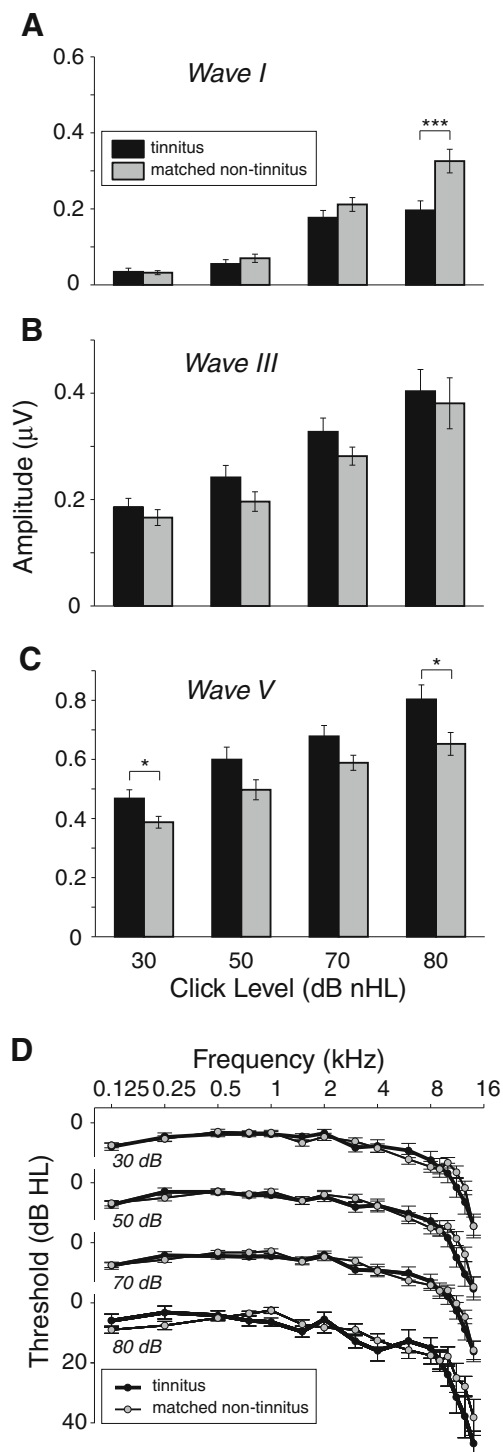 A
Wave I
0.6
0.4
0.2
0
tinnitus
matched non-tinnitus
***
B
Wave III
0.4
0.2
0
Amplitude (μV)
C
Wave V
0.8
0.6
0.4
0.2
0
*
*
30 50 70 80
Click Level (dB nHL)
D
Frequency (kHz)
0.125 0.25 0.5 1 2 4 8 16
0
30 dB
0
50 dB
0
70 dB
0
80 dB
20
40
Threshold (dB HL)
tinnitus
matched non-tinnitus